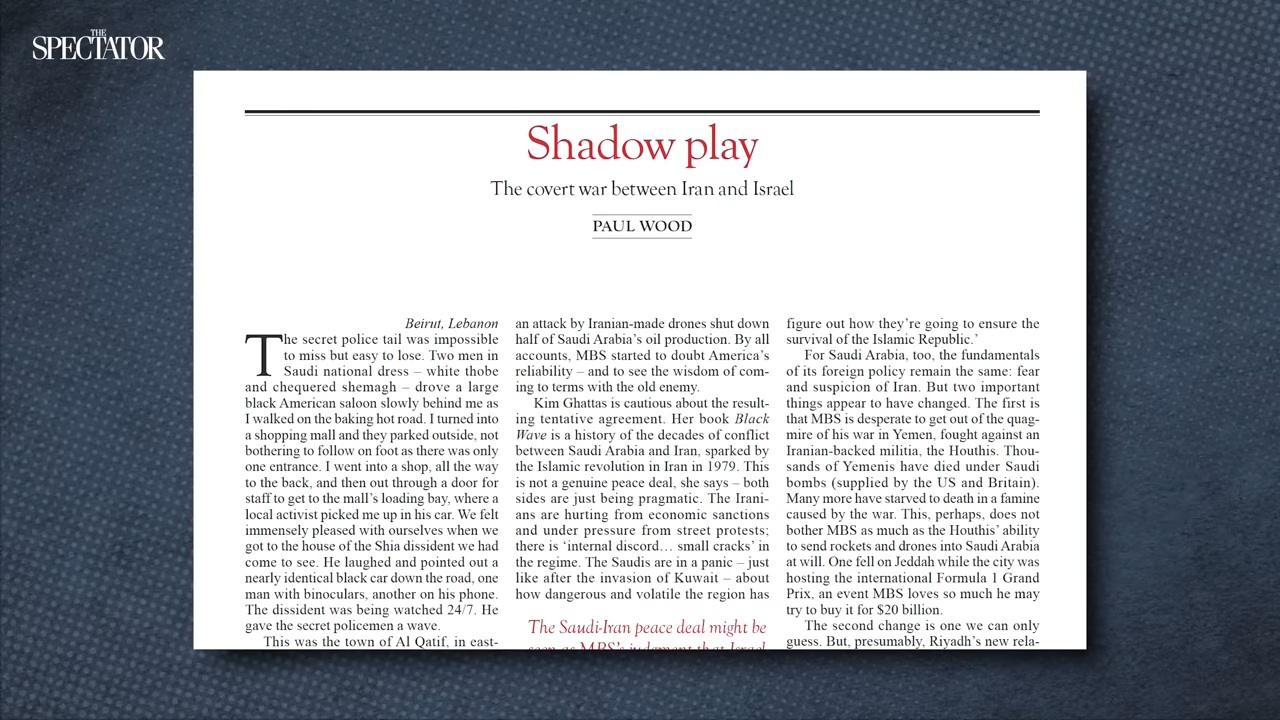 THE
SPECTATOR
Shadow play
The covert war between Iran and Israel
PAUL WOOD
Beirut, Lebanon
The secret police tail was impossible
to miss but easy to lose. Two men in
Saudi national dress – white thobe
and chequered shemagh – drove a large
black American saloon slowly behind me as
I walked on the baking hot road. I turned into
a shopping mall and they parked outside, not
bothering to follow on foot as there was only
one entrance. I went into a shop, all the way
to the back, and then out through a door for
staff to get to the mall’s loading bay, where a
local activist picked me up in his car. We felt
immensely pleased with ourselves when we
got to the house of the Shia dissident we had
come to see. He laughed and pointed out a
nearly identical black car down the road, one
man with binoculars, another on his phone.
The dissident was being watched 24/7. He
gave the secret policemen a wave.
This was the town of Al Qatif, in east-
an attack by Iranian-made drones shut down
half of Saudi Arabia’s oil production. By all
accounts, MBS started to doubt America’s
reliability – and to see the wisdom of com-
ing to terms with the old enemy.
Kim Ghattas is cautious about the result-
ing tentative agreement. Her book Black
Wave is a history of the decades of conflict
between Saudi Arabia and Iran, sparked by
the Islamic revolution in Iran in 1979. This
is not a genuine peace deal, she says – both
sides are just being pragmatic. The Irani-
ans are hurting from economic sanctions
and under pressure from street protests;
there is ‘internal discord… small cracks’ in
the regime. The Saudis are in a panic – just
like after the invasion of Kuwait – about
how dangerous and volatile the region has
The Saudi-Iran peace deal might be
seen as MBS’s judgment that Israel
figure out how they’re going to ensure the
survival of the Islamic Republic.’
For Saudi Arabia, too, the fundamentals
of its foreign policy remain the same: fear
and suspicion of Iran. But two important
things appear to have changed. The first is
that MBS is desperate to get out of the quag-
mire of his war in Yemen, fought against an
Iranian-backed militia, the Houthis. Thou-
sands of Yemenis have died under Saudi
bombs (supplied by the US and Britain).
Many more have starved to death in a famine
caused by the war. This, perhaps, does not
bother MBS as much as the Houthis’ ability
to send rockets and drones into Saudi Arabia
at will. One fell on Jeddah while the city was
hosting the international Formula 1 Grand
Prix, an event MBS loves so much he may
try to buy it for $20 billion.
The second change is one we can only
guess. But, presumably, Riyadh’s new rela-